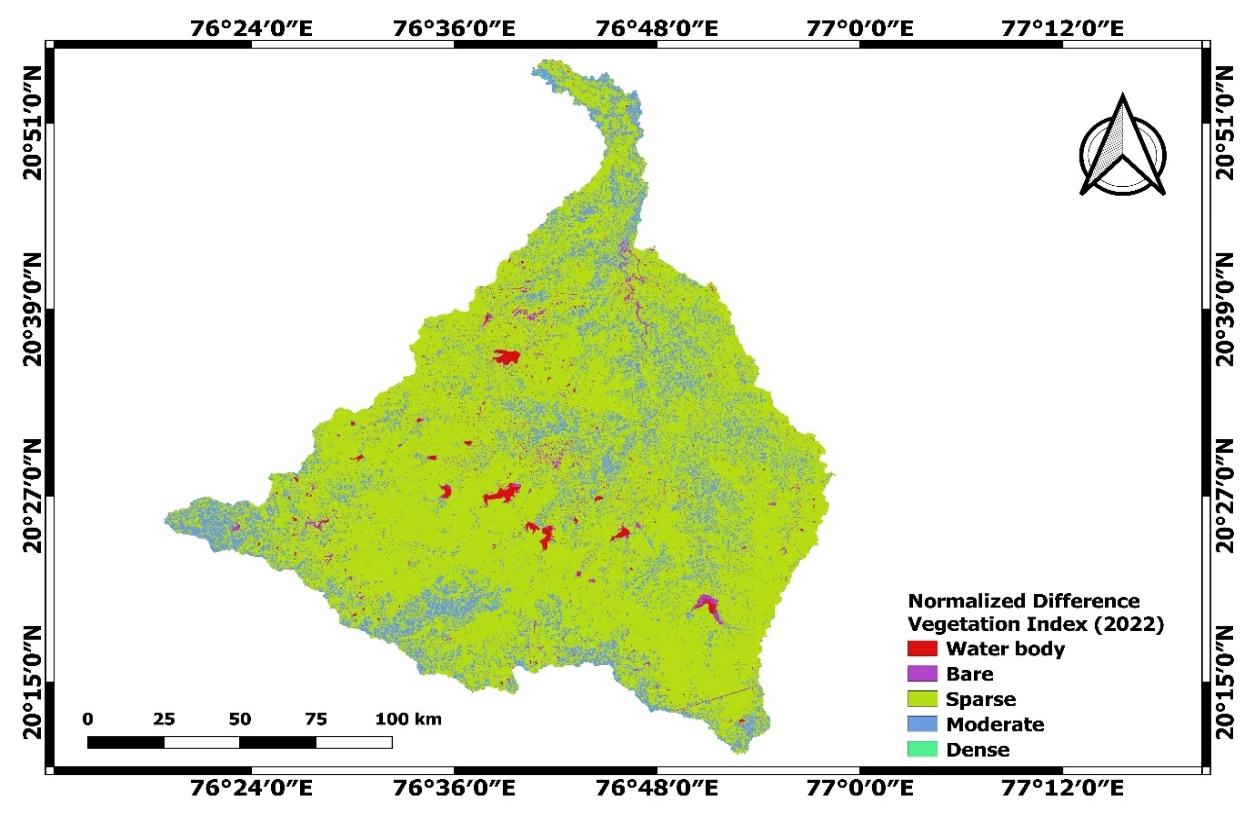 76°24′0″E 76°36′0″E 76°48′0″E 77°0′0″E 77°12′0″E
20°51′0″N
20°51′0″N
20°39′0″N
20°39′0″N
20°27′0″N
20°27′0″N
20°15′0″N
20°15′0″N
Normalized Difference
Vegetation Index (2022)
Water body
Bare
Sparse
Moderate
Dense
0 25 50 75 100 km
76°24′0″E 76°36′0″E 76°48′0″E 77°0′0″E 77°12′0″E